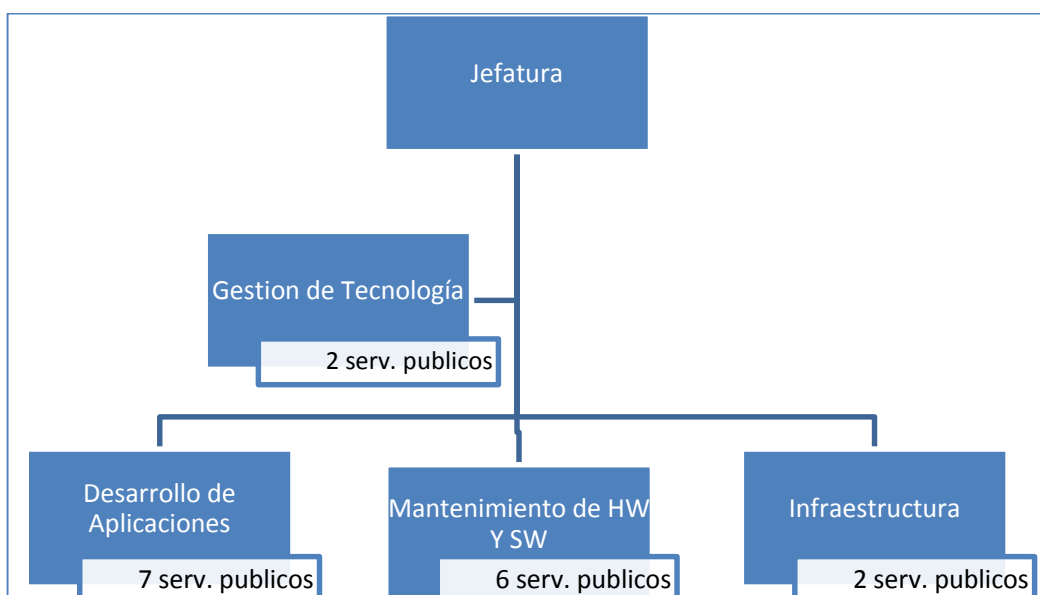 Jefatura
Gestion de Tecnología
2 serv. publicos
Desarrollo de
Aplicaciones
7 serv. publicos
Mantenimiento de HW
Y SW
6 serv. publicos
Infraestructura
2 serv. publicos